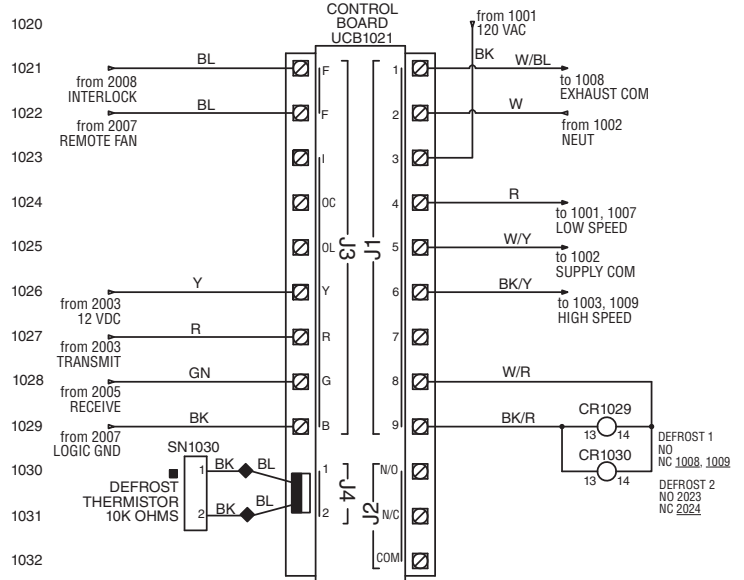 CONTROL
BOARD
UCB1021
1020
from 1001
120 VAC
BK
1021
BL
from 2008
INTERLOCK
F
1
W/BL
to 1008
EXHAUST COM
1022
BL
from 2007
REMOTE FAN
F
2
W
from 1002
NEUT
1023
I
3
1024
OC
4
R
to 1001, 1007
LOW SPEED
1025
OL
J3
J1
5
W/Y
to 1002
SUPPLY COM
1026
Y
from 2003
12 VDC
Y
6
BK/Y
to 1003, 1009
HIGH SPEED
1027
R
from 2003
TRANSMIT
R
7
1028
GN
from 2005
RECEIVE
G
8
W/R
1029
BK
from 2007
LOGIC GND
B
9
BK/R
CR1029
13 14
DEFROST 1
NO
NC 1008, 1009
1030
SN1030
1 BK BL
DEFROST
THERMISTOR
10K OHMS
1
J4
N/O
CR1030
13 14
DEFROST 2
NO 2023
NC 2024
1031
2 BK BL
2
J2
N/C
1032
COM